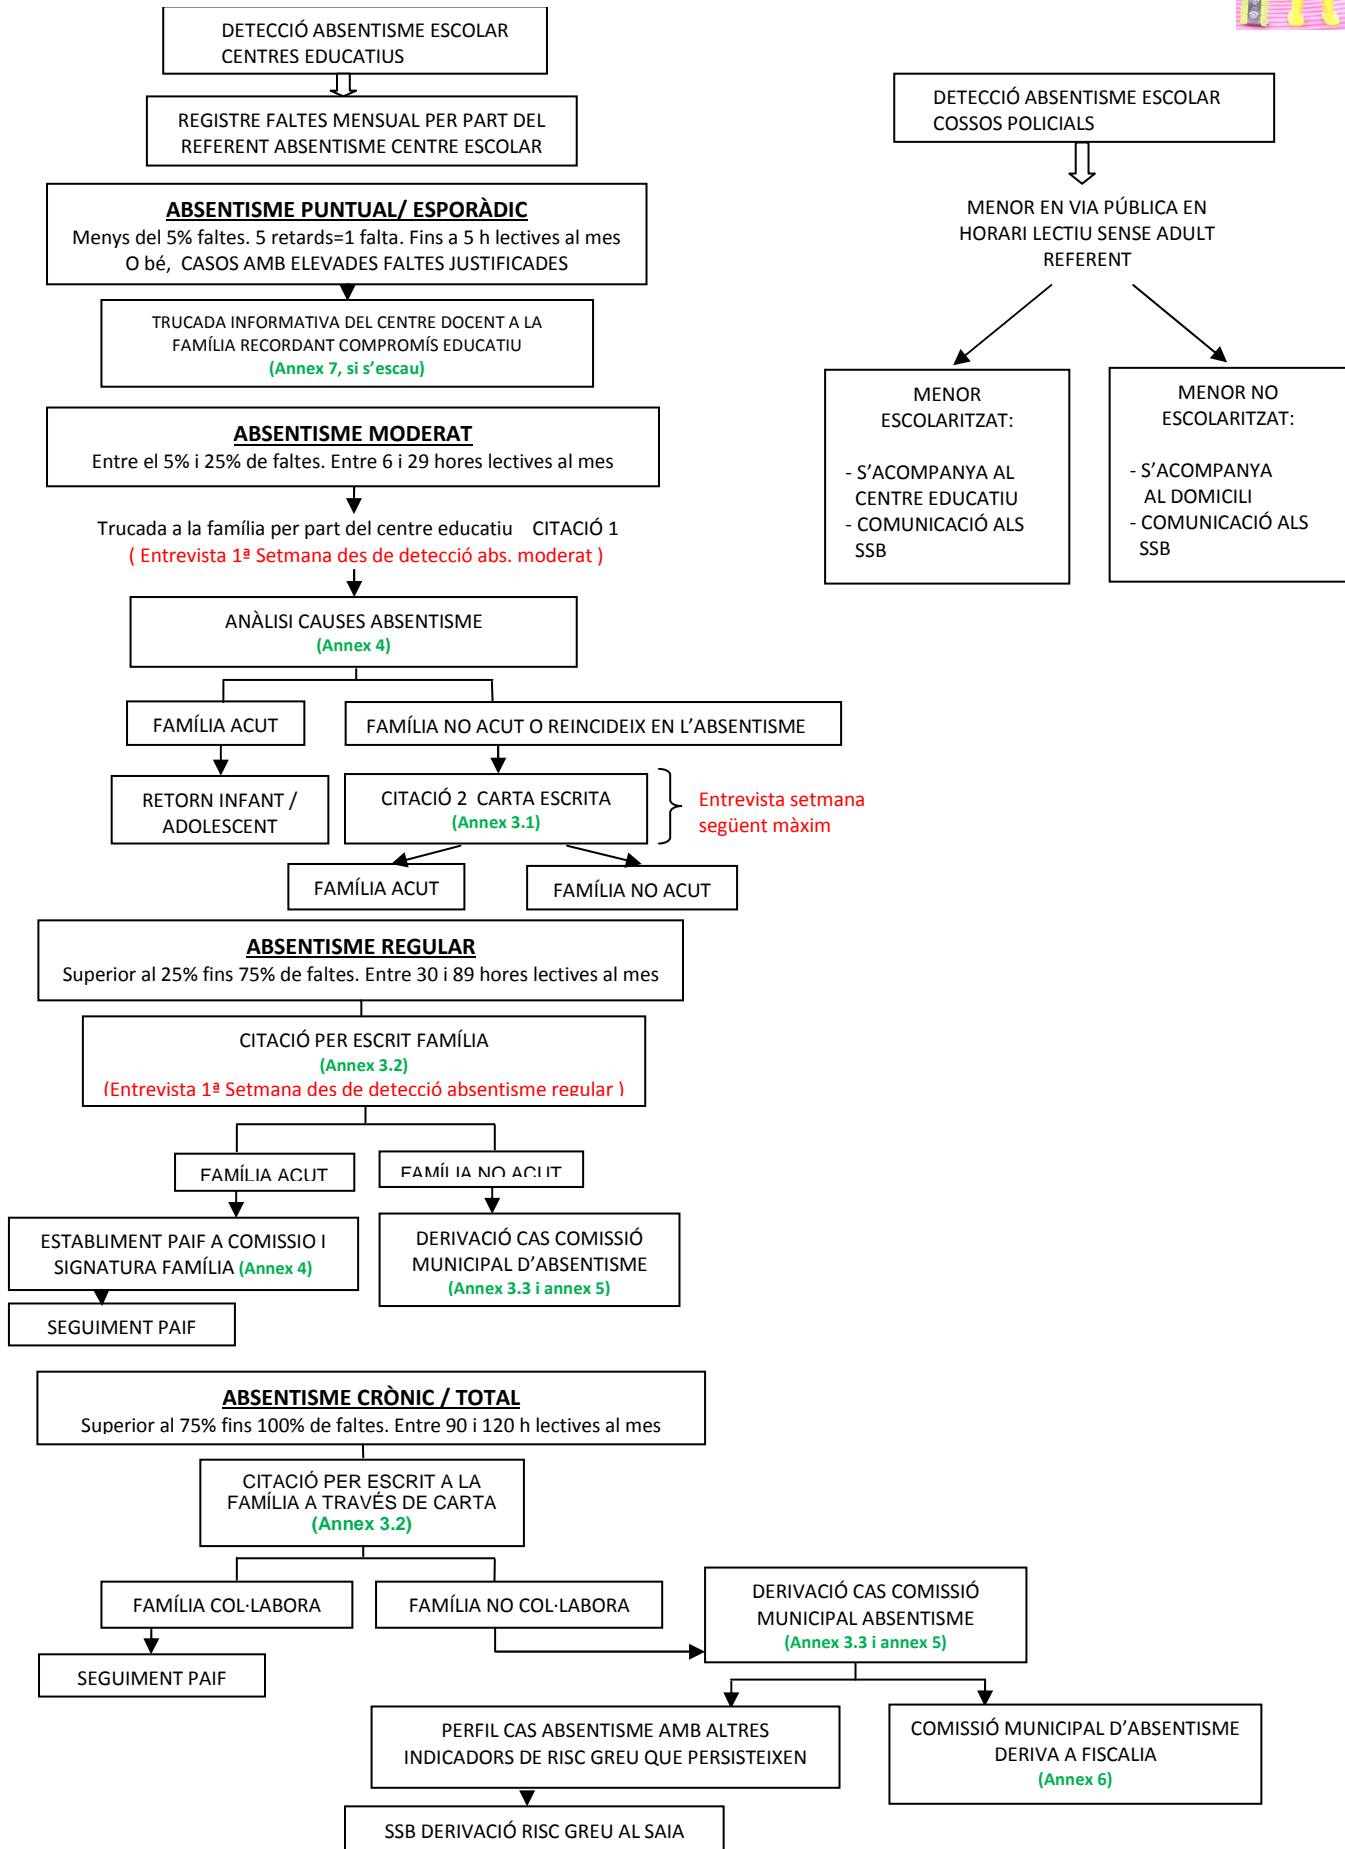 DETECCIÓ ABSENTISME ESCOLAR
CENTRES EDUCATIUS
REGISTRE FALTES MENSUAL PER PART DEL
REFERENT ABSENTISME CENTRE ESCOLAR
ABSENTISME PUNTUAL/ ESPORÀDIC
Menys del 5% faltes. 5 retards=1 falta. Fins a 5 h lectives al mes
O bé, CASOS AMB ELEVADES FALTES JUSTIFICADES
TRUCADA INFORMATIVA DEL CENTRE DOCENT A LA
FAMÍLIA RECORDANT COMPROMÍS EDUCATIU
(Annex 7, si s'escau)
DETECCIÓ ABSENTISME ESCOLAR
COSSOS POLICIALS
MENOR EN VIA PÚBLICA EN
HORARI LECTIU SENSE ADULT
REFERENT
MENOR
ESCOLARITZAT:
- S'ACOMPANYA AL
CENTRE EDUCATIU
- COMUNICACIÓ ALS
SSB
MENOR NO
ESCOLARITZAT:
- S'ACOMPANYA
AL DOMICILI
- COMUNICACIÓ ALS
SSB
ABSENTISME MODERAT
Entre el 5% i 25% de faltes. Entre 6 i 29 hores lectives al mes
Trucada a la família per part del centre educatiu CITACIÓ 1
( Entrevista 1ª Setmana des de detecció abs. moderat )
ANÀLISI CAUSES ABSENTISME
(Annex 4)
FAMÍLIA ACUT
FAMÍLIA NO ACUT O REINCIDEIX EN L'ABSENTISME
RETORN INFANT /
ADOLESCENT
CITACIÓ 2 CARTA ESCRITA
(Annex 3.1)
Entrevista setmana
següent màxim
FAMÍLIA ACUT
FAMÍLIA NO ACUT
ABSENTISME REGULAR
Superior al 25% fins 75% de faltes. Entre 30 i 89 hores lectives al mes
CITACIÓ PER ESCRIT FAMÍLIA
(Annex 3.2)
(Entrevista 1ª Setmana des de detecció absentisme regular )
FAMÍLIA ACUT
FAMÍLIA NO ACUT
ESTABLIMENT PAIF A COMISSIO I
SIGNATURA FAMÍLIA (Annex 4)
DERIVACIÓ CAS COMISSIÓ
MUNICIPAL D'ABSENTISME
(Annex 3.3 i annex 5)
SEGUIMENT PAIF
ABSENTISME CRÒNIC / TOTAL
Superior al 75% fins 100% de faltes. Entre 90 i 120 h lectives al mes
CITACIÓ PER ESCRIT A LA
FAMÍLIA A TRAVÉS DE CARTA
(Annex 3.2)
FAMÍLIA COL·LABORA
FAMÍLIA NO COL·LABORA
DERIVACIÓ CAS COMISSIÓ
MUNICIPAL ABSENTISME
(Annex 3.3 i annex 5)
SEGUIMENT PAIF
PERFIL CAS ABSENTISME AMB ALTRES
INDICADORS DE RISC GREU QUE PERSISTEIXEN
COMISSIÓ MUNICIPAL D'ABSENTISME
DERIVA A FISCALIA
(Annex 6)
SSB DERIVACIÓ RISC GREU AL SAIA